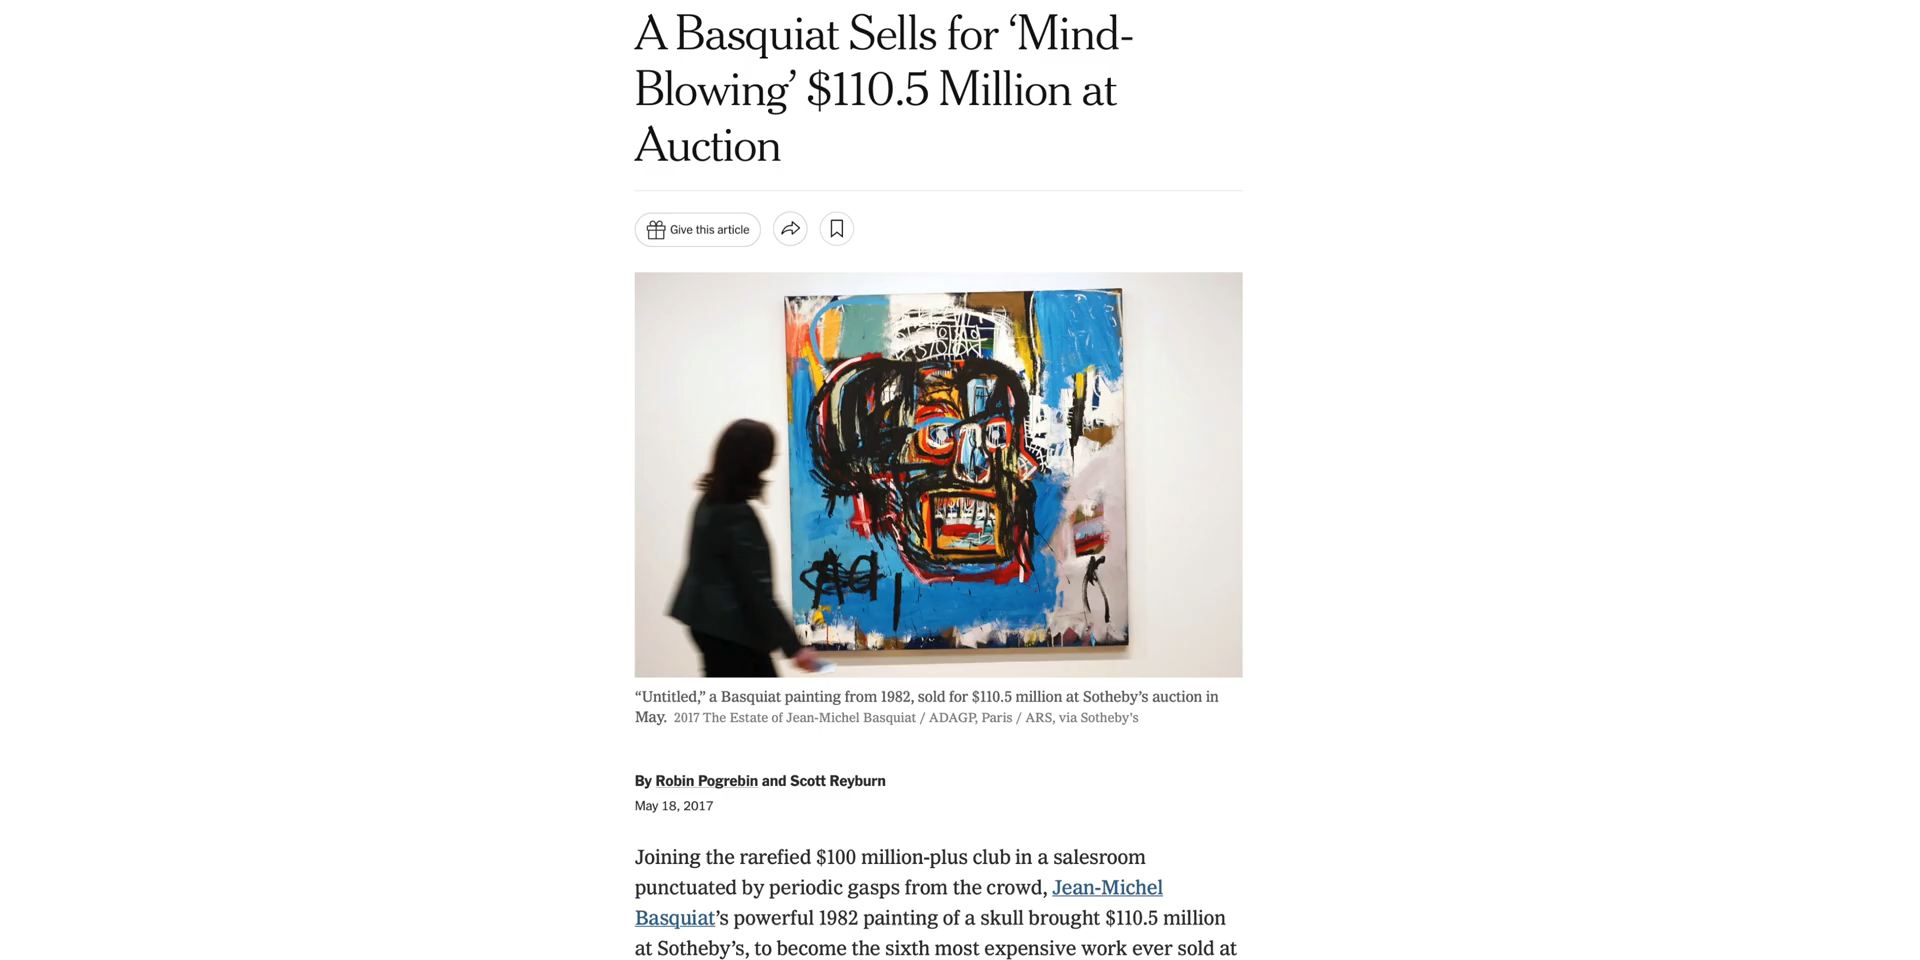 A Basquiat Sells for ‘Mind-
Blowing’ $110.5 Million at
Auction
Give this article
“Untitled,” a Basquiat painting from 1982, sold for $110.5 million at Sotheby’s auction in
May. 2017 The Estate of Jean-Michel Basquiat / ADAGP, Paris / ARS, via Sotheby’s
By Robin Pogrebin and Scott Reyburn
May 18, 2017
Joining the rarefied $100 million-plus club in a salesroom
punctuated by periodic gasps from the crowd, Jean-Michel
Basquiat’s powerful 1982 painting of a skull brought $110.5 million
at Sotheby’s, to become the sixth most expensive work ever sold at